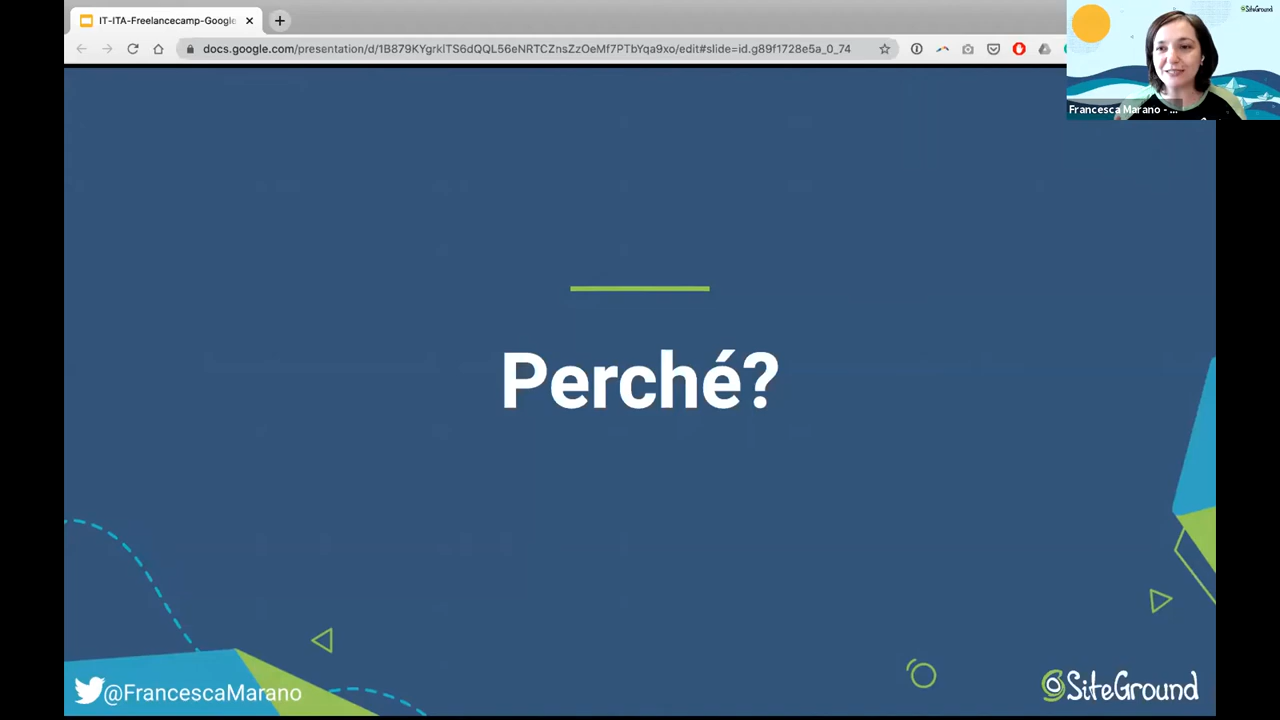 IT-ITA-Freelancecamp-Google
docs.google.com/presentation/d/1B879KYgrkITS6dQQL56eNRTCZnsZzOeMf7PTbYqa9xo/edit#slide=id.g89f1728e5a_0_74
SiteGround
Francesca Marano - ...
Perché?
@FrancescaMarano
SiteGround